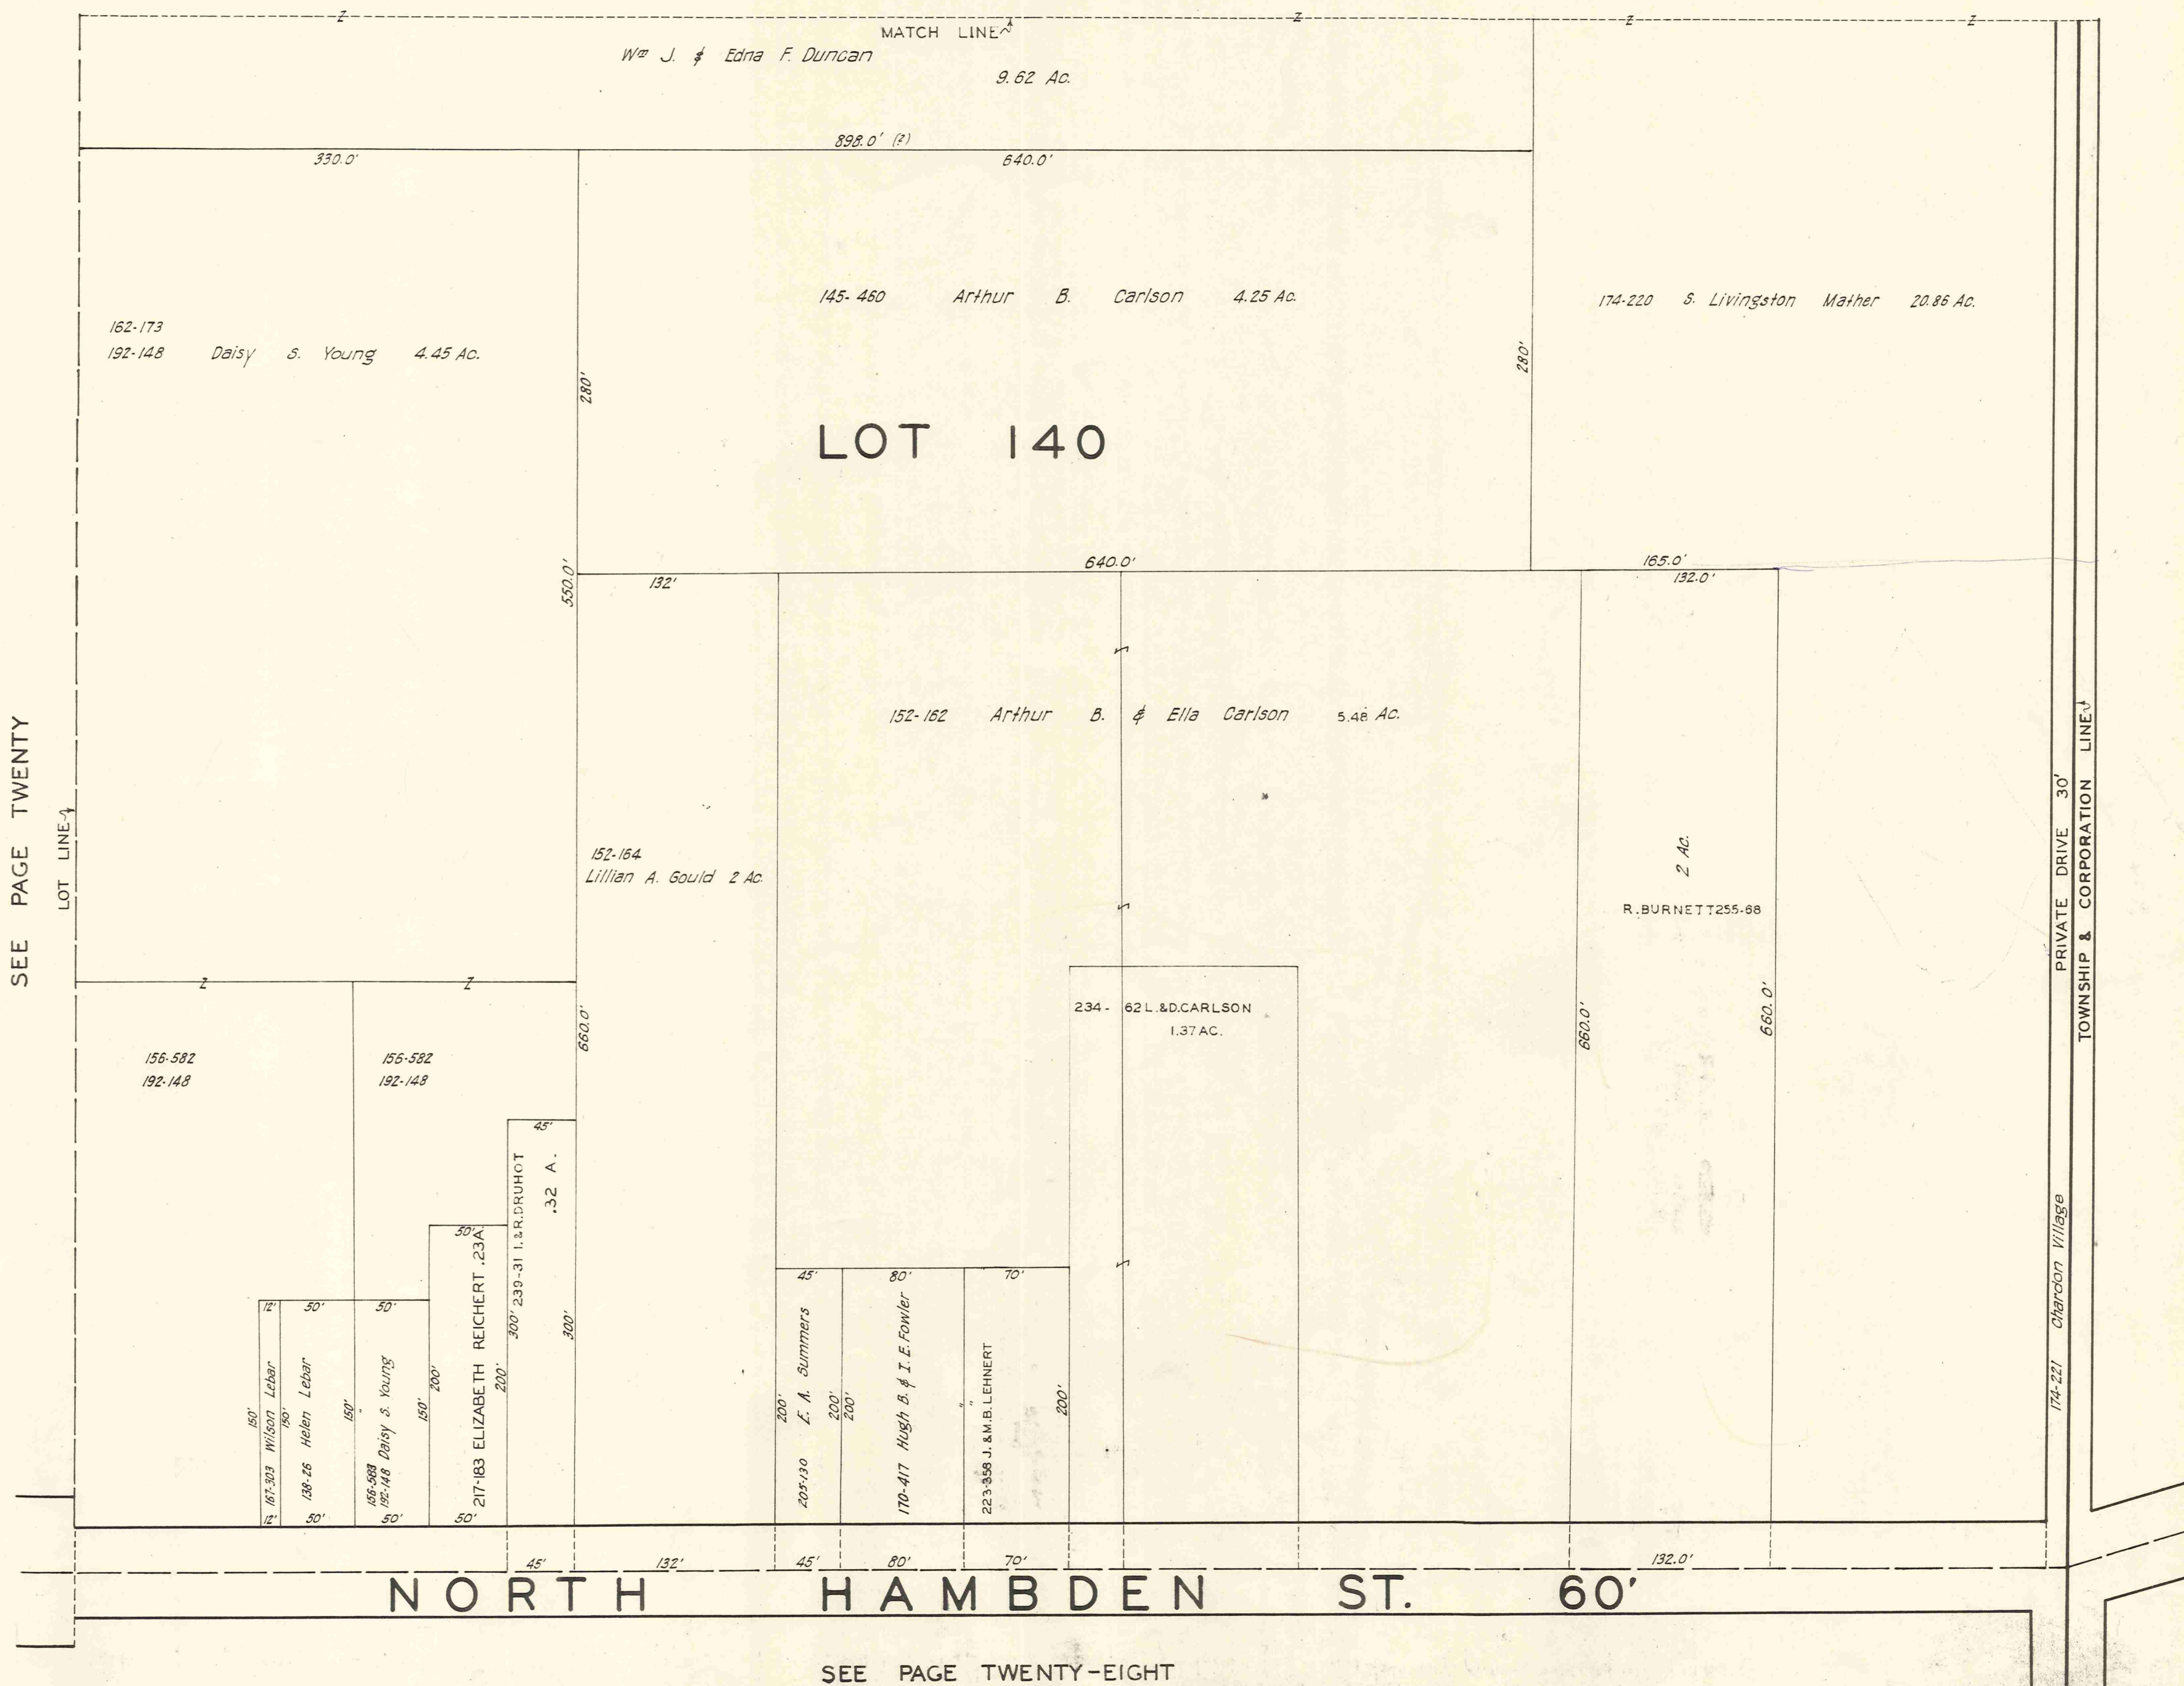 MATCH LINE
Wm J. & Edna F. Duncan
9.62 Ac.
898.0' (?)
330.0'
640.0'
145-460 Arthur B. Carlson 4.25 Ac.
174-220 S. Livingston Mather 20.86 Ac.
162-173
192-148 Daisy S. Young 4.45 Ac.
280'
280'
LOT 140
550.0'
640.0'
165.0'
132'
132.0'
152-162 Arthur B. & Ella Carlson 5.48 Ac.
SEE PAGE TWENTY
LOT LINE
152-164
Lillian A. Gould 2 Ac.
2 Ac.
R. BURNETT 255-68
PRIVATE DRIVE 30'
TOWNSHIP & CORPORATION LINE
234-62 L. & D. CARLSON
1.37 AC.
660.0'
660.0'
660.0'
156-582
192-148
156-582
192-148
45'
239-31 I. & R. DRUHOT
.32 A.
300'
300'
50'
217-183 ELIZABETH REICHERT .23A.
200'
200'
12'
50'
50'
150'
167-303 Wilson Lebar
150'
138-26 Helen Lebar
150'
156-583
192-148 Daisy S. Young
150'
12'
50'
50'
50'
45'
80'
70'
200'
205-130 E. A. Summers
200'
200'
170-417 Hugh B. & I. E. Fowler
" "
223-358 J. & M.B. LEHNERT
200'
174-221 Chardon Village
45'
132'
45'
80'
70'
132.0'
NORTH HAMBDEN ST. 60'
SEE PAGE TWENTY-EIGHT